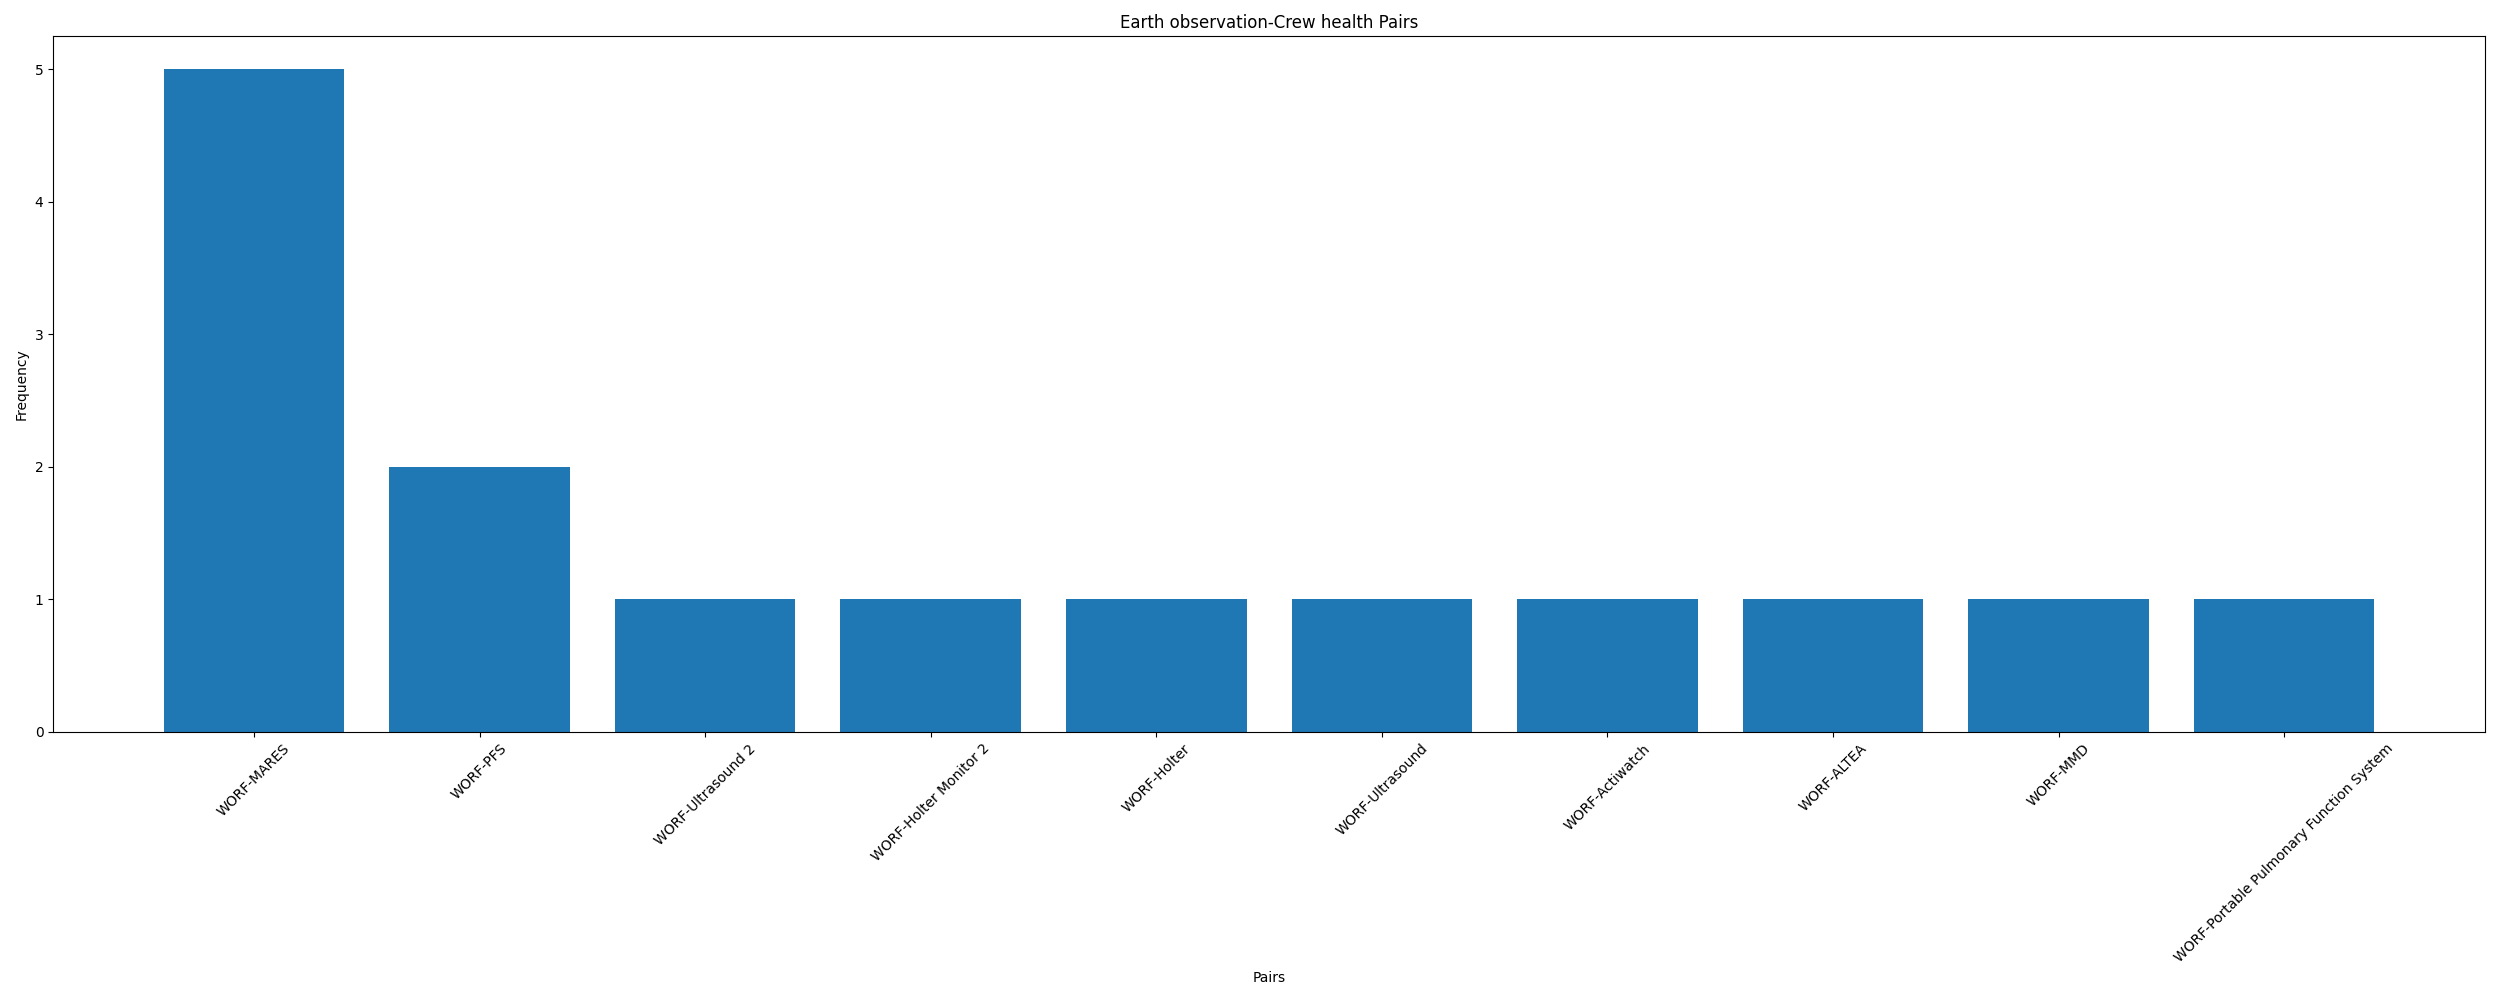 Earth observation-Crew health Pairs
Frequency
5
4
3
2
1
0
WORF-MARES
WORF-PFS
WORF-Ultrasound 2
WORF-Holter Monitor 2
WORF-Holter
WORF-Ultrasound
WORF-Actiwatch
WORF-ALTEA
WORF-MMD
WORF-Portable Pulmonary Function System
Pairs